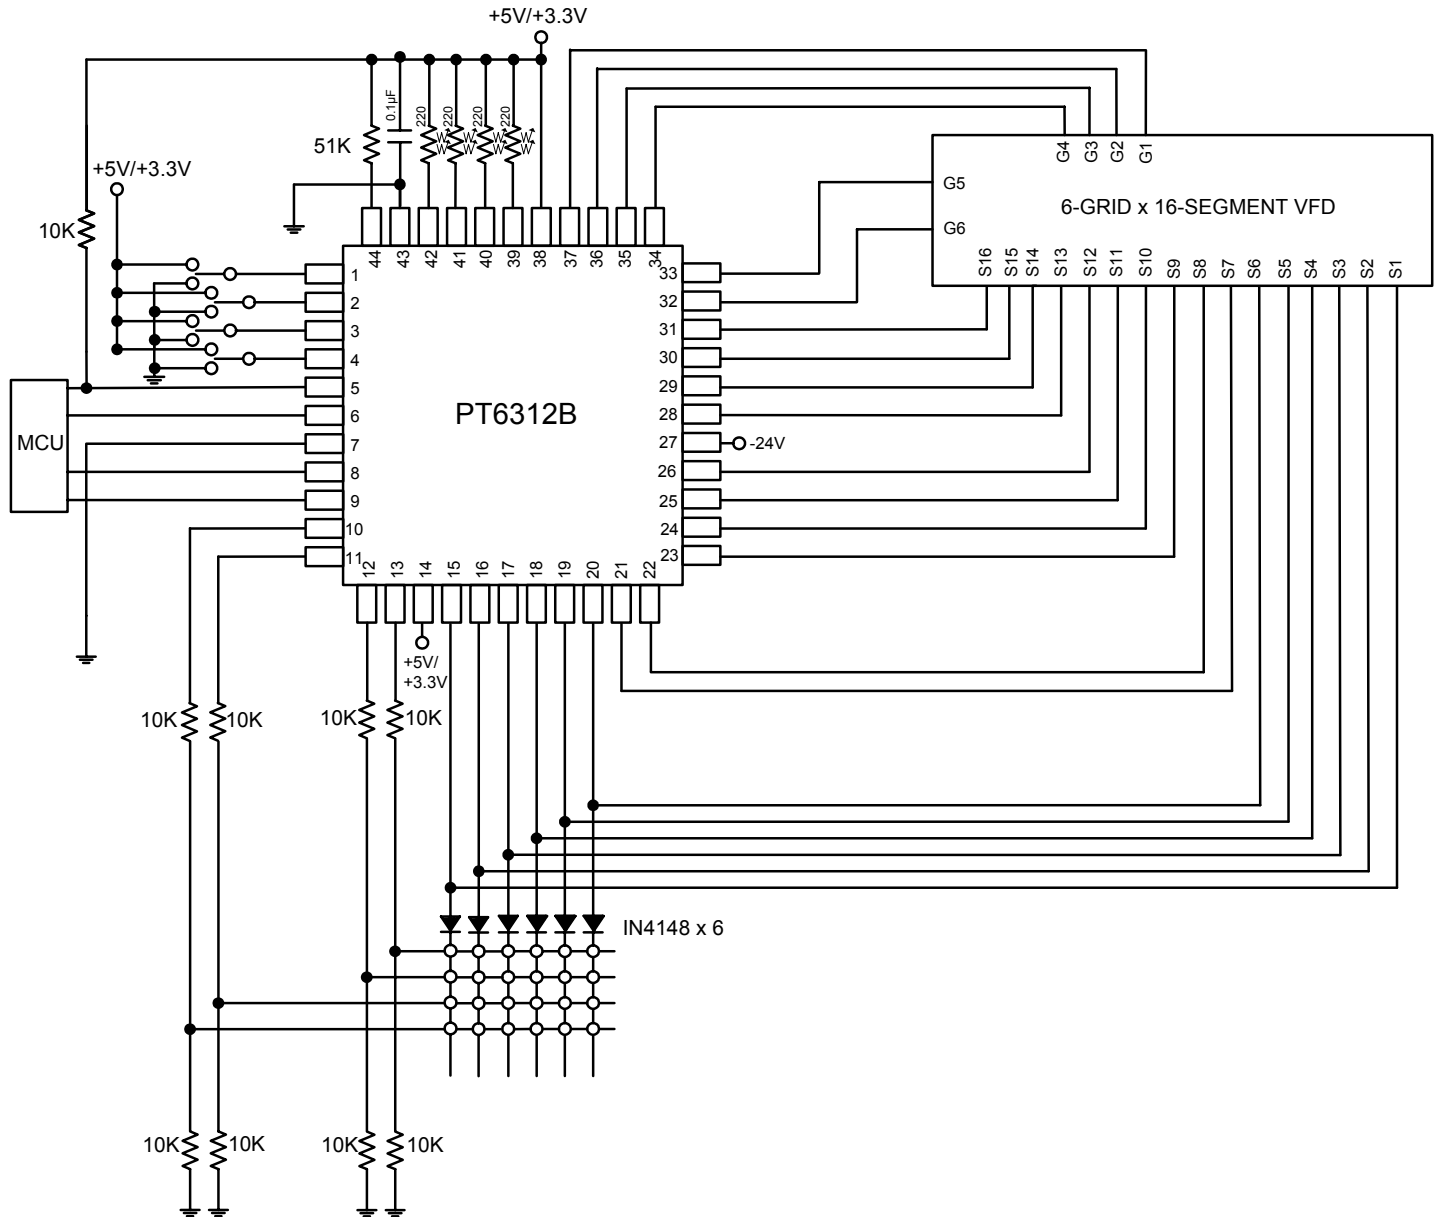 +5V/+3.3V
0.1µF
220
220
220
220
51K
+5V/+3.3V
10K
G4
G3
G2
G1
G5
6-GRID x 16-SEGMENT VFD
G6
S16
S15
S14
S13
S12
S11
S10
S9
S8
S7
S6
S5
S4
S3
S2
S1
44
43
42
41
40
39
38
37
36
35
34
1
2
3
4
5
6
7
8
9
10
11
33
32
31
30
29
28
27
26
25
24
23
-24V
MCU
PT6312B
12
13
14
15
16
17
18
19
20
21
22
+5V/
+3.3V
10K
10K
10K
10K
IN4148 x 6
10K
10K
10K
10K